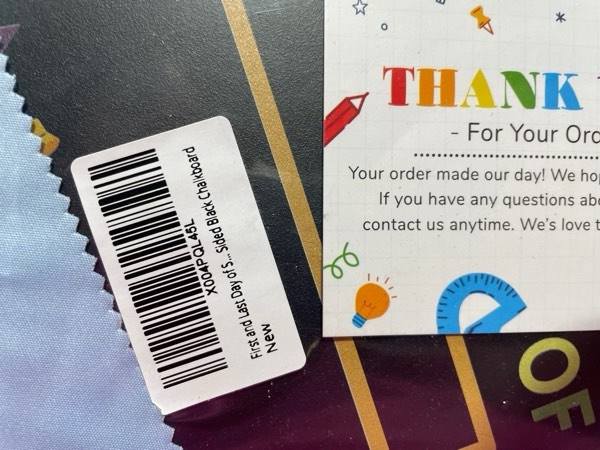 X004PQL45L
First and Last Day of S... Sided Black Chalkboard
New
THANK
- For Your Ord
Your order made our day! We hop
If you have any questions abo
contact us anytime. We's love t
OF